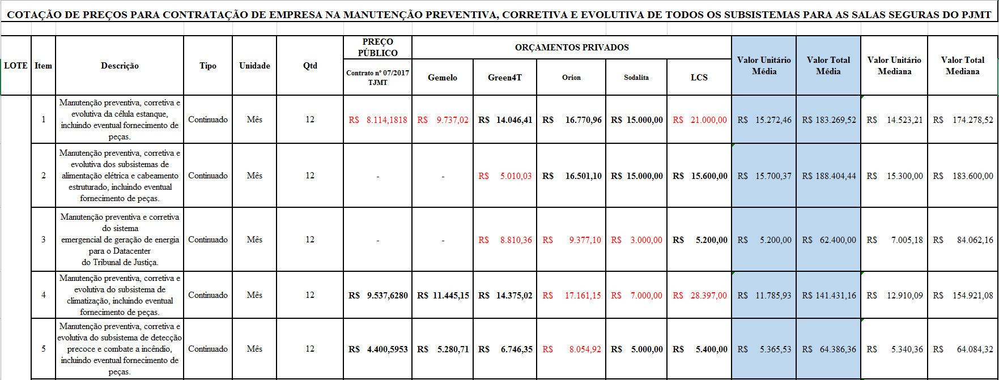 COTAÇÃO DE PREÇOS PARA CONTRATAÇÃO DE EMPRESA NA MANUTENÇÃO PREVENTIVA, CORRETIVA E EVOLUTIVA DE TODOS OS SUBSISTEMAS PARA AS SALAS SEGURAS DO PJMT
LOTE
Item
Descrição
Tipo
Unidade
Qtd
PREÇO
PÚBLICO
Contrato nº 07/2017
TJMT
ORÇAMENTOS PRIVADOS
Gemelo
Green4T
Orion
Sodalita
LCS
Valor Unitário
Média
Valor Total
Média
Valor Unitário
Mediana
Valor Total
Mediana
1
Manutenção preventiva, corretiva e
evolutiva da célula estanque,
incluindo eventual fornecimento de
peças.
Continuado
Mês
12
R$ 8.114,1818
R$ 9.737,02
R$ 14.046,41
R$ 16.770,96
R$ 15.000,00
R$ 21.000,00
R$ 15.272,46
R$ 183.269,52
R$ 14.523,21
R$ 174.278,52
2
Manutenção preventiva, corretiva e
evolutiva dos subsistemas de
alimentação elétrica e cabeamento
estruturado, incluindo eventual
fornecimento de peças.
Continuado
Mês
12
-
-
R$ 5.010,03
R$ 16.501,10
R$ 15.000,00
R$ 15.600,00
R$ 15.700,37
R$ 188.404,44
R$ 15.300,00
R$ 183.600,00
3
Manutenção preventiva e corretiva
do sistema
emergencial de geração de energia
para o Datacenter
do Tribunal de Justiça.
Continuado
Mês
12
-
-
R$ 8.810,36
R$ 9.377,10
R$ 3.000,00
R$ 5.200,00
R$ 5.200,00
R$ 62.400,00
R$ 7.005,18
R$ 84.062,16
4
Manutenção preventiva, corretiva e
evolutiva do subsistema de
climatização, incluindo eventual
fornecimento de peças.
Continuado
Mês
12
R$ 9.537,6280
R$ 11.445,15
R$ 14.375,02
R$ 17.161,15
R$ 7.000,00
R$ 28.397,00
R$ 11.785,93
R$ 141.431,16
R$ 12.910,09
R$ 154.921,08
5
Manutenção preventiva, corretiva e
evolutiva do subsistema de detecção
precoce e combate a incêndio,
incluindo eventual fornecimento de
peças.
Continuado
Mês
12
R$ 4.400,5953
R$ 5.280,71
R$ 6.746,35
R$ 8.054,92
R$ 5.000,00
R$ 5.400,00
R$ 5.365,53
R$ 64.386,36
R$ 5.340,36
R$ 64.084,32